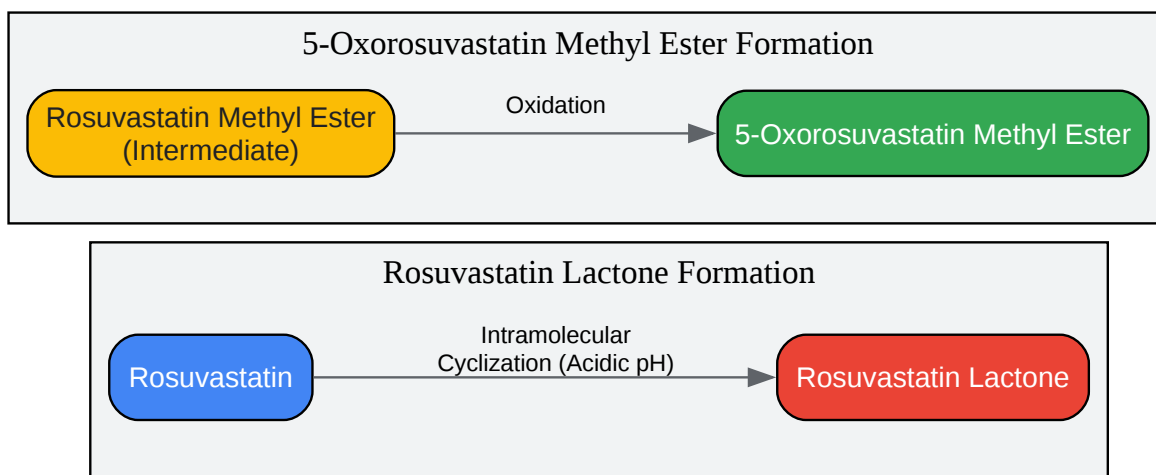 5-Oxorosuvastatin Methyl Ester Formation
Rosuvastatin Methyl Ester
(Intermediate)
Oxidation
5-Oxorosuvastatin Methyl Ester
Rosuvastatin Lactone Formation
Rosuvastatin
Intramolecular
Cyclization (Acidic pH)
Rosuvastatin Lactone